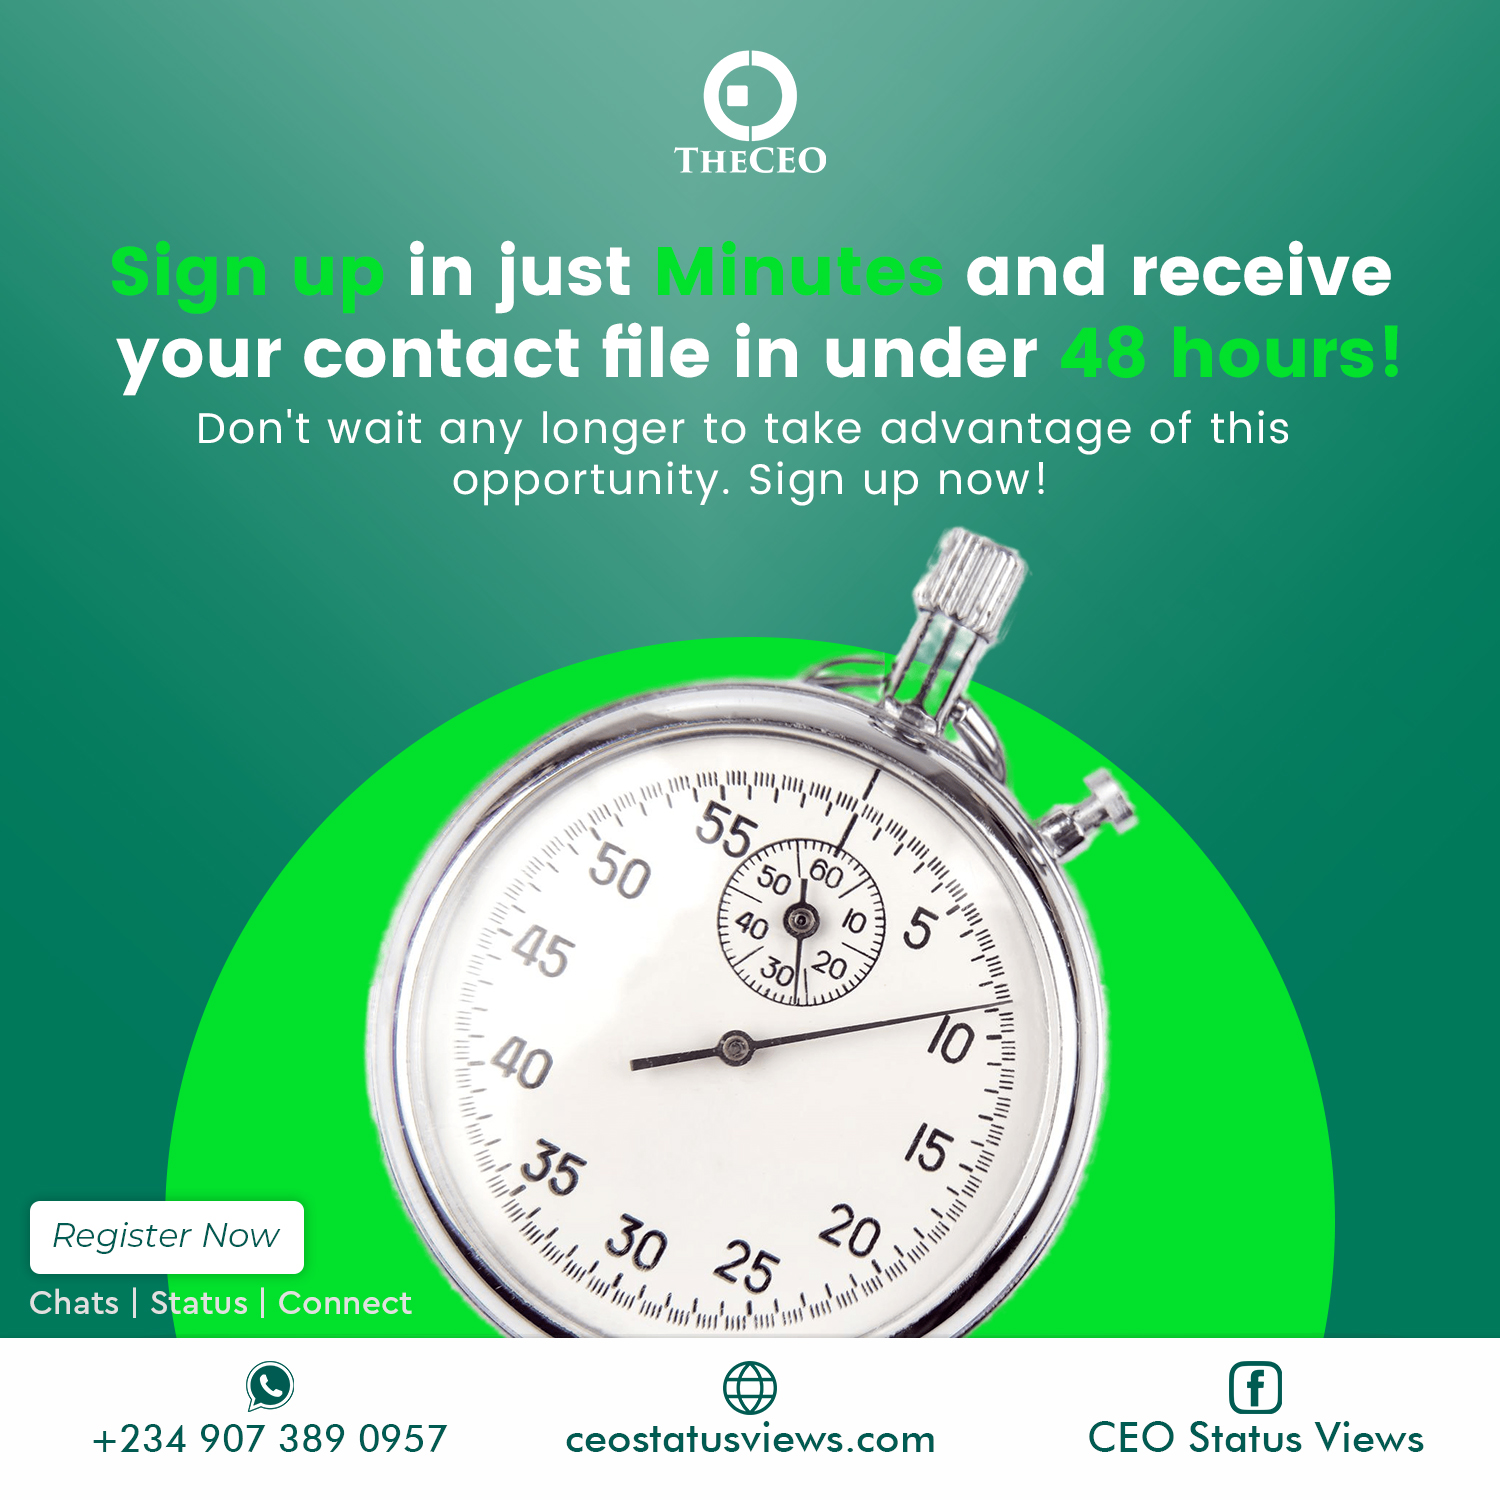 THECEO
Sign up in just Minutes and receive
your contact file in under 48 hours!
Don't wait any longer to take advantage of this
opportunity. Sign up now!
55
50
60
50
10
5
40
45
30
20
10
40
15
35
20
30
25
Register Now
Chats | Status | Connect
+234 907 389 0957
ceostatusviews.com
CEO Status Views